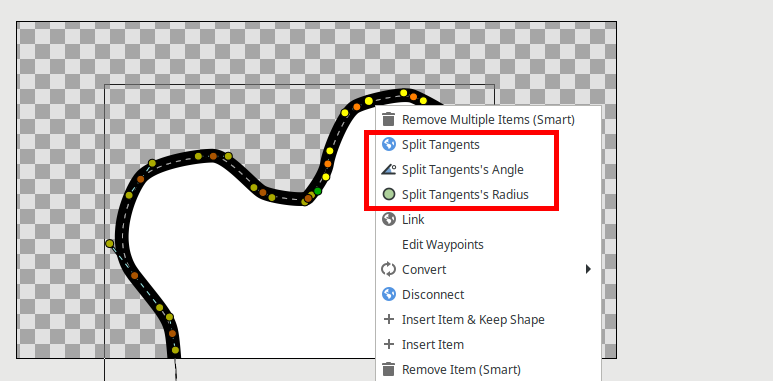 Remove Multiple Items (Smart)
Split Tangents
Split Tangents's Angle
Split Tangents's Radius
Link
Edit Waypoints
Convert
Disconnect
Insert Item & Keep Shape
Insert Item
Remove Item (Smart)